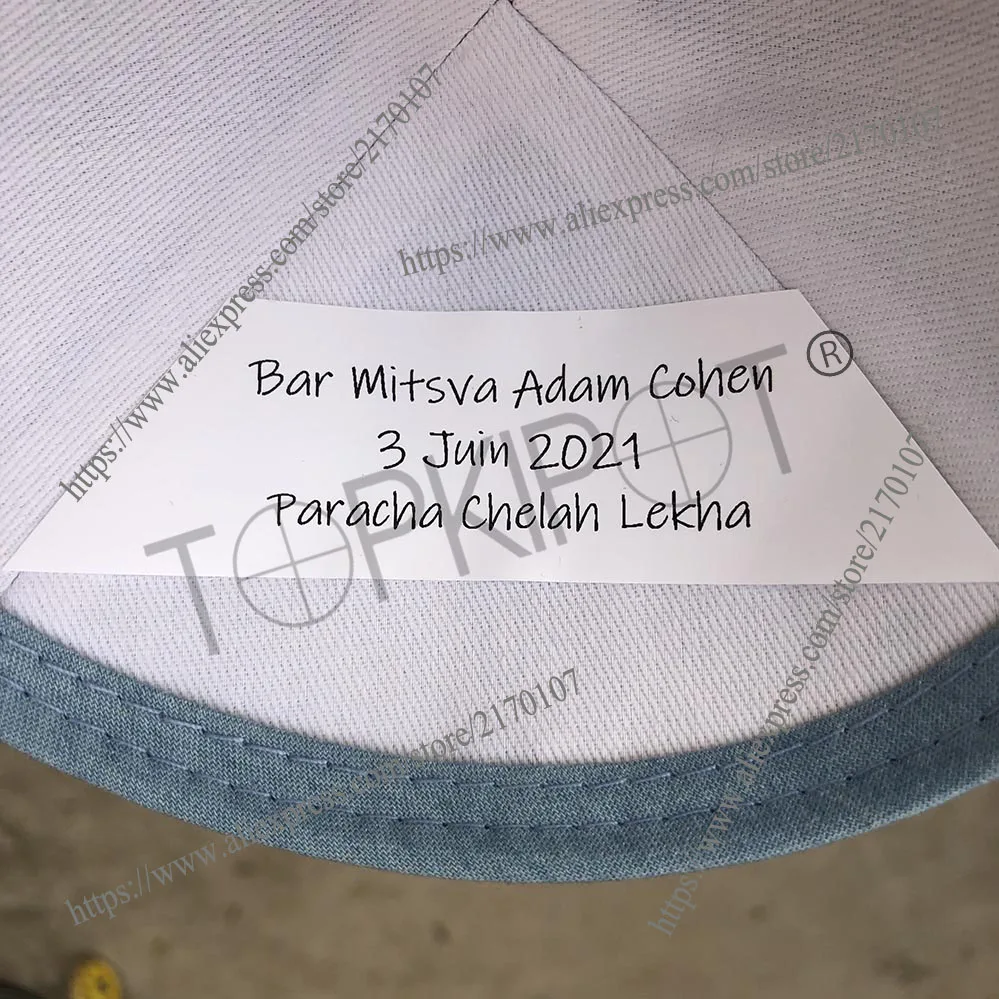 https://www.aliexpress.com/store/2170107
https://www.aliexpress.com/store/2170107
Bar Mitsva Adam Cohen
3 Juin 2021
Paracha Chelah Lekha
TOPKIPOT ®
https://www.aliexpress.com/store/2170107
https://www.aliexpress.com/store/2170107